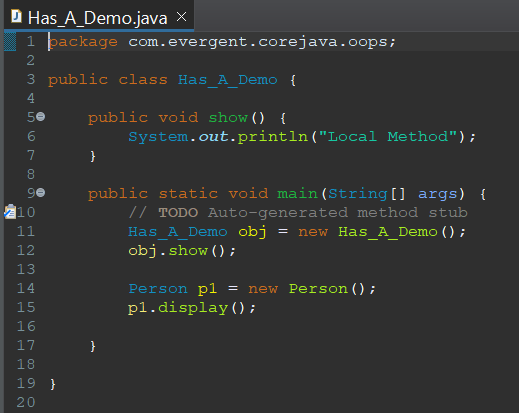 Has_A_Demo.java
1 package com.evergent.corejava.oops;
2
3 public class Has_A_Demo {
4
5 public void show() {
6 System.out.println("Local Method");
7 }
8
9 public static void main(String[] args) {
10 // TODO Auto-generated method stub
11 Has_A_Demo obj = new Has_A_Demo();
12 obj.show();
13
14 Person p1 = new Person();
15 p1.display();
16
17 }
18
19 }
20